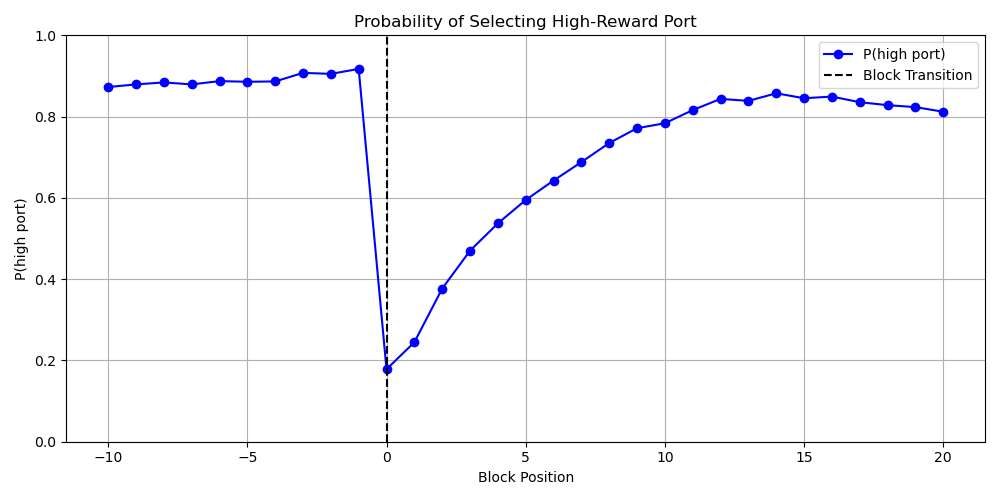 Probability of Selecting High-Reward Port
P(high port)
Block Transition
P(high port)
1.0
0.8
0.6
0.4
0.2
0.0
−10
−5
0
5
10
15
20
Block Position